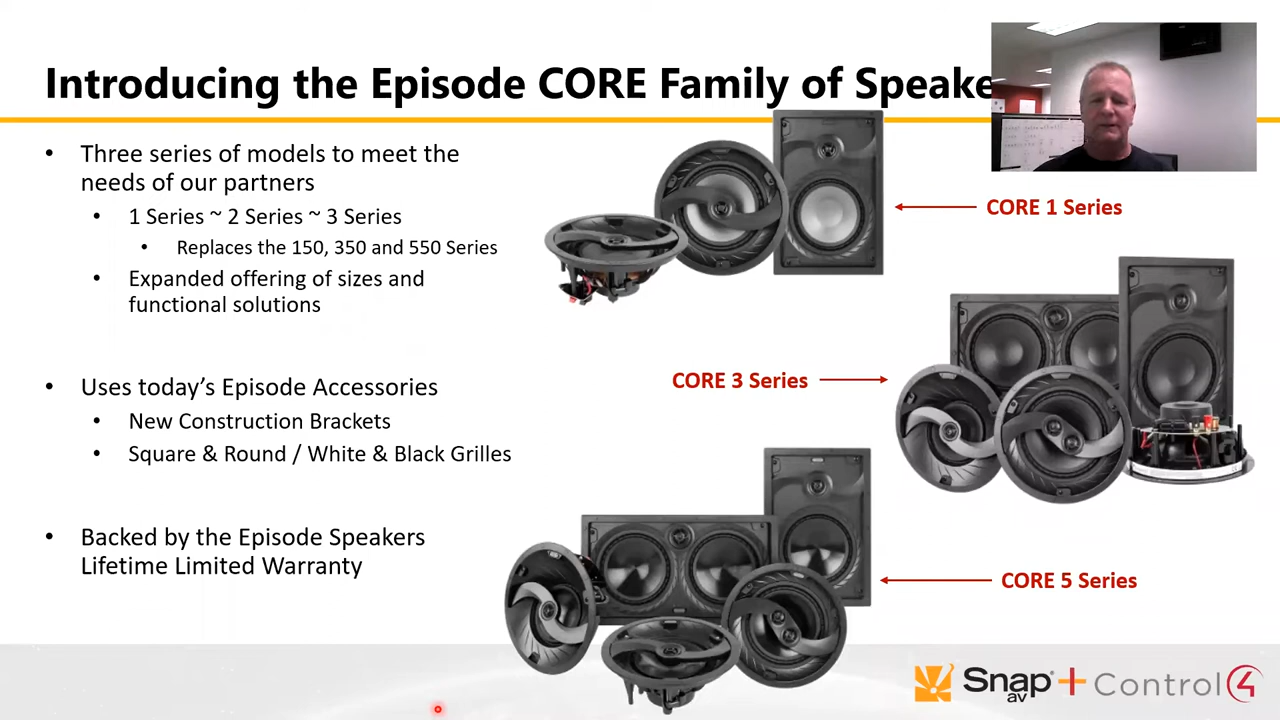 Introducing the Episode CORE Family of Speake
Three series of models to meet the
needs of our partners
1 Series ~ 2 Series ~ 3 Series
Replaces the 150, 350 and 550 Series
Expanded offering of sizes and
functional solutions
Uses today’s Episode Accessories
New Construction Brackets
Square & Round / White & Black Grilles
Backed by the Episode Speakers
Lifetime Limited Warranty
CORE 1 Series
CORE 3 Series
CORE 5 Series
Snap
av
Control4